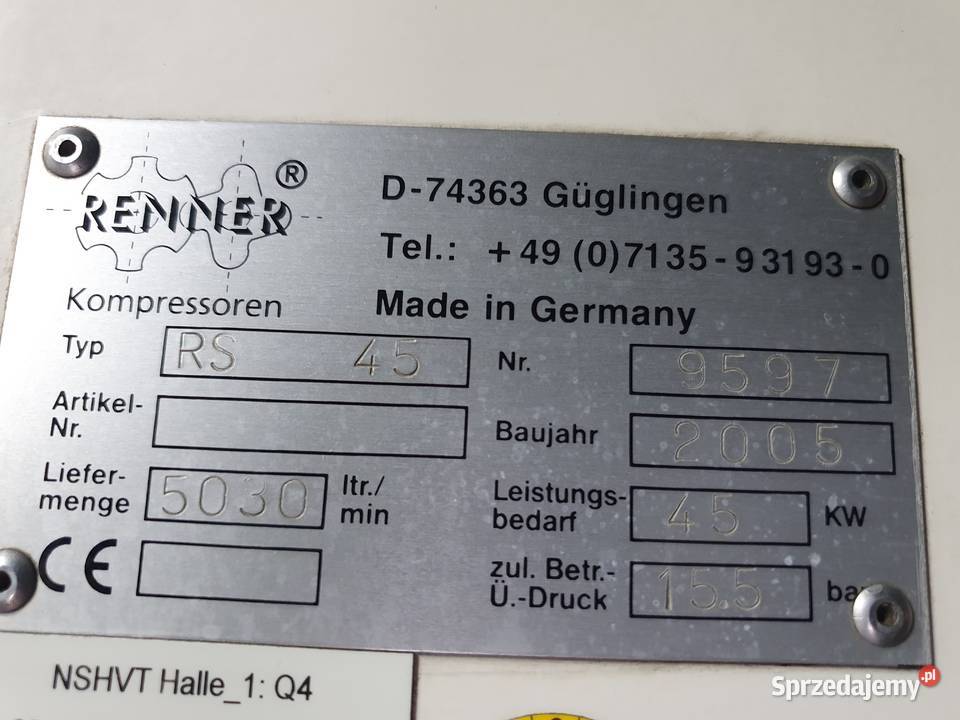 RENNER ®
Kompressoren
D-74363 Güglingen
Tel.: +49 (0)7135-93193-0
Made in Germany
Typ RS 45
Nr. 9597
Artikel-
Nr.
Baujahr 2005
Liefer-
menge 5030 ltr./
min
Leistungs-
bedarf 45 KW
CE
zul. Betr.-
Ü.-Druck 15.5
NSHVT Halle_1: Q4
Sprzedajemy.pl